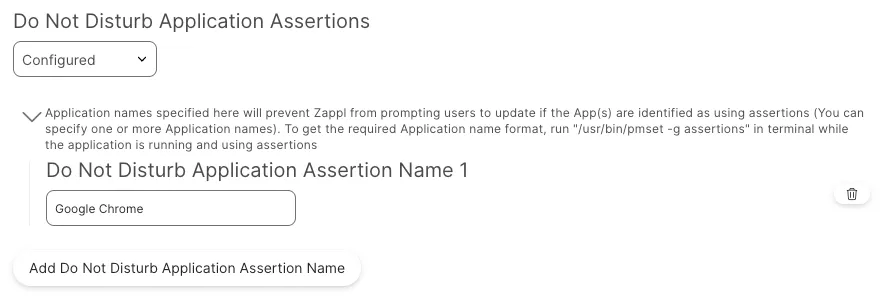 Do Not Disturb Application Assertions
Configured
Application names specified here will prevent Zappl from prompting users to update if the App(s) are identified as using assertions (You can
specify one or more Application names). To get the required Application name format, run "/usr/bin/pmset -g assertions" in terminal while
the application is running and using assertions
Do Not Disturb Application Assertion Name 1
Google Chrome
Add Do Not Disturb Application Assertion Name